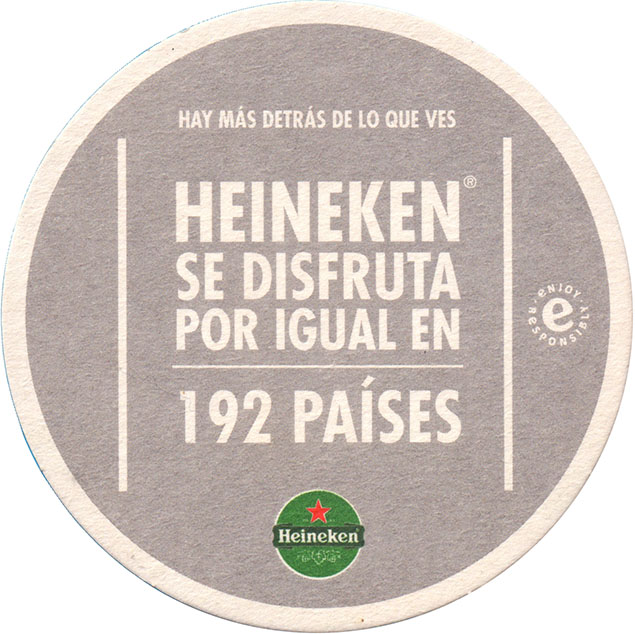 HAY MÁS DETRÁS DE LO QUE VES
HEINEKEN®
SE DISFRUTA
POR IGUAL EN
192 PAÍSES
ENJOY
e
RESPONSIBLY
Heineken®